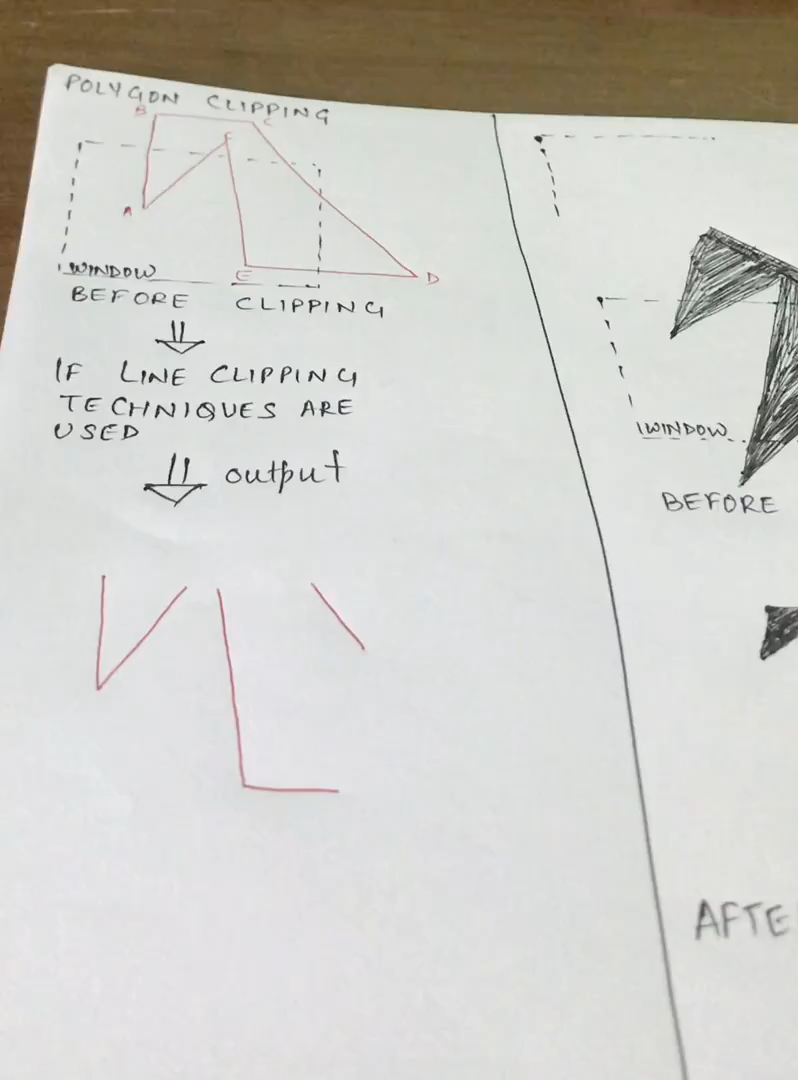 POLYGON CLIPPING
B
C
F
A
WINDOW
E
D
BEFORE CLIPPING
IF LINE CLIPPING
TECHNIQUES ARE
USED
output
WINDOW
BEFORE
AFTE